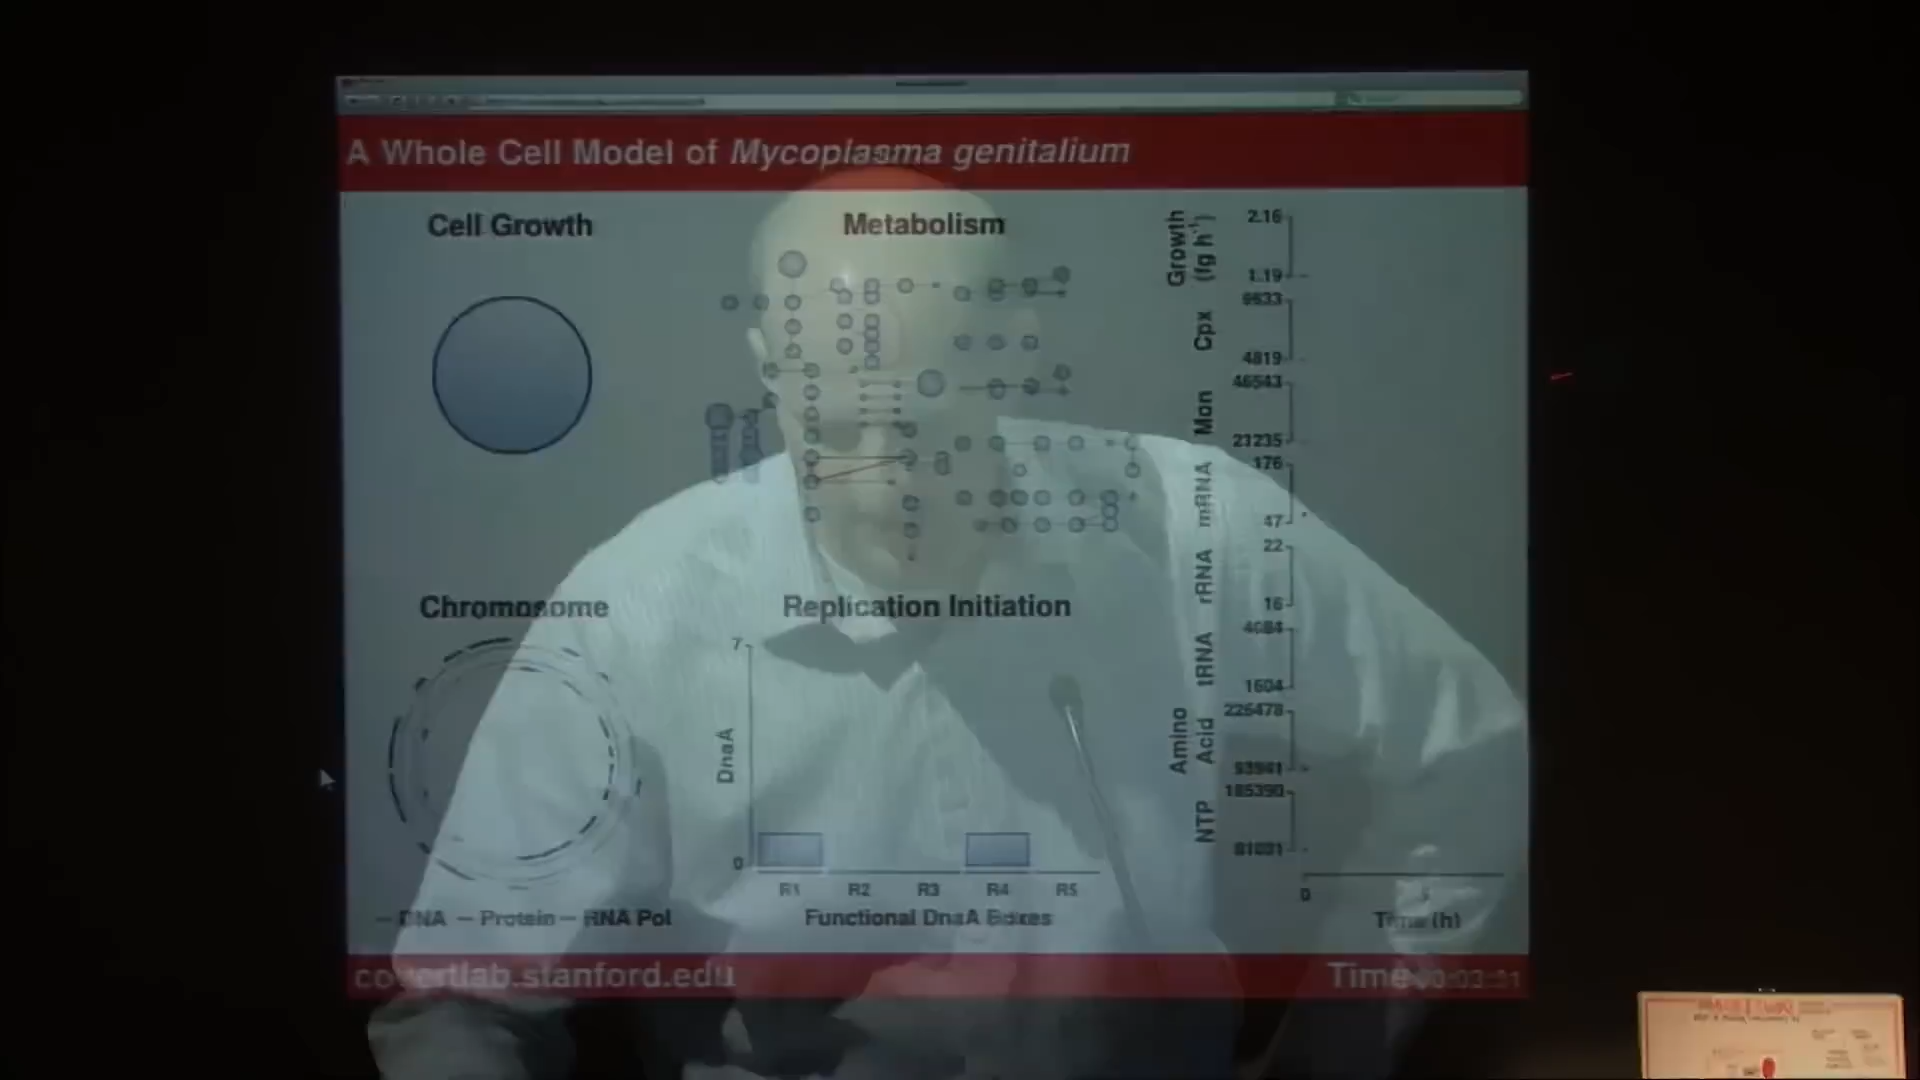 A Whole Cell Model of Mycoplasma genitalium
Cell Growth
Metabolism
Chromosome
DNA
Protein
RNA Pol
Replication Initiation
7
0
DnaA
R1
R2
R3
R4
R5
Functional DnaA Boxes
Growth
(fg h⁻¹)
2.16
1.19
Cpx
6633
4819
Mon
46543
23235
mRNA
176
47
rRNA
22
16
tRNA
4084
1604
Amino
Acid
226478
93941
NTP
185390
0
Time (h)
covertlab.stanford.edu
Time